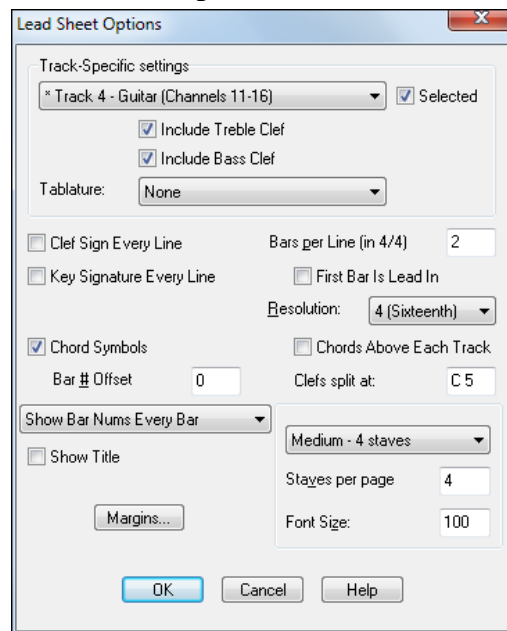 Lead Sheet Options
Track-Specific settings
* Track 4 - Guitar (Channels 11-16) Selected
Include Treble Clef
Include Bass Clef
Tablature: None
Clef Sign Every Line Bars per Line (in 4/4) 2
Key Signature Every Line First Bar Is Lead In
Resolution: 4 (Sixteenth)
Chord Symbols Chords Above Each Track
Bar # Offset 0 Clefs split at: C 5
Show Bar Nums Every Bar
Medium - 4 staves
Show Title
Staves per page 4
Margins... Font Size: 100
OK Cancel Help